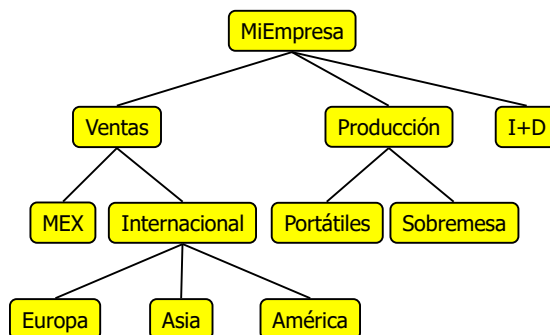 MiEmpresa
Ventas
Producción
I+D
MEX
Internacional
Portátiles
Sobremesa
Europa
Asia
América